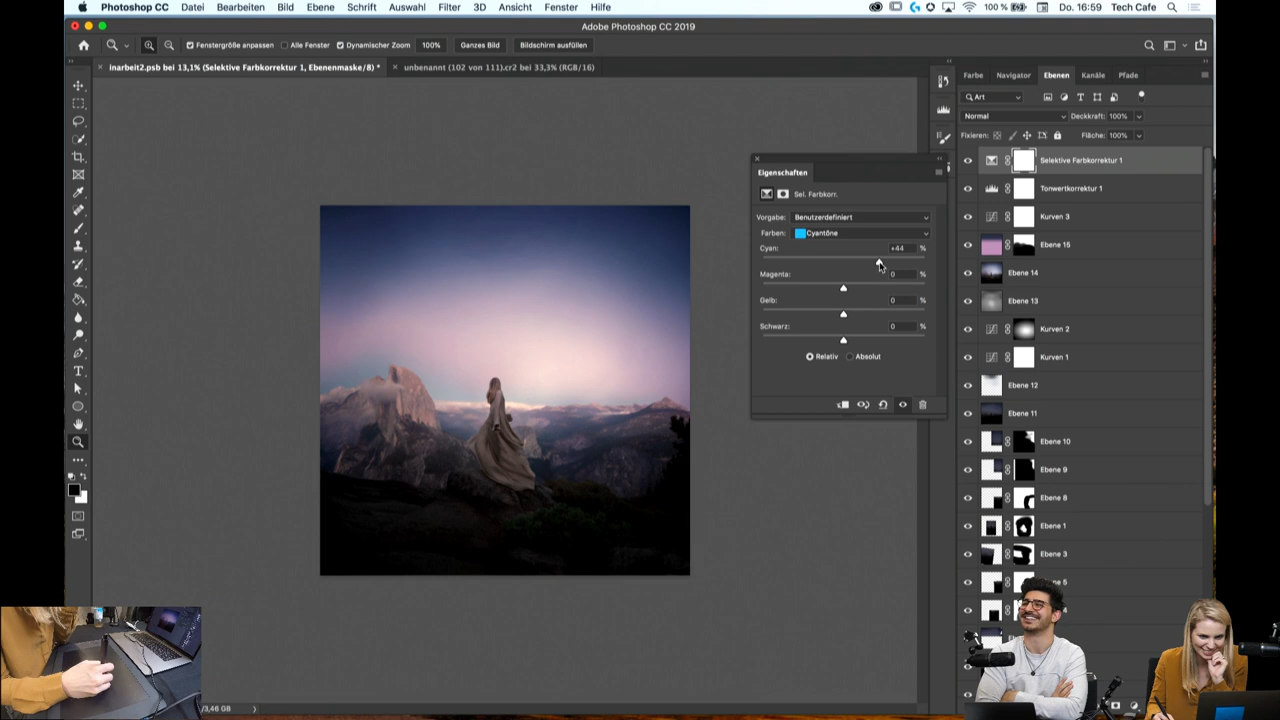 Photoshop CC Datei Bearbeiten Bild Ebene Schrift Auswahl Filter 3D Ansicht Fenster Hilfe 100 % Do. 16:59 Tech Cafe
Adobe Photoshop CC 2019
Fenstergröße anpassen Alle Fenster Dynamischer Zoom 100% Ganzes Bild Bildschirm ausfüllen
inarbeit2.psb bei 13,1% (Selektive Farbkorrektur 1, Ebenenmaske/8) *
unbenannt (102 von 111).cr2 bei 33,3% (RGB/16)
Farbe Navigator Ebenen Kanäle Pfade
Art
Normal Deckkraft: 100%
Fixieren: Fläche: 100%
Eigenschaften
Sel. Farbkorr.
Vorgabe: Benutzerdefiniert
Farben: Cyantöne
Cyan: +44 %
Magenta: 0 %
Gelb: 0 %
Schwarz: 0 %
Relativ Absolut
Selektive Farbkorrektur 1
Tonwertkorrektur 1
Kurven 3
Ebene 15
Ebene 14
Ebene 13
Kurven 2
Kurven 1
Ebene 12
Ebene 11
Ebene 10
Ebene 9
Ebene 8
Ebene 1
Ebene 3
3,46 GB